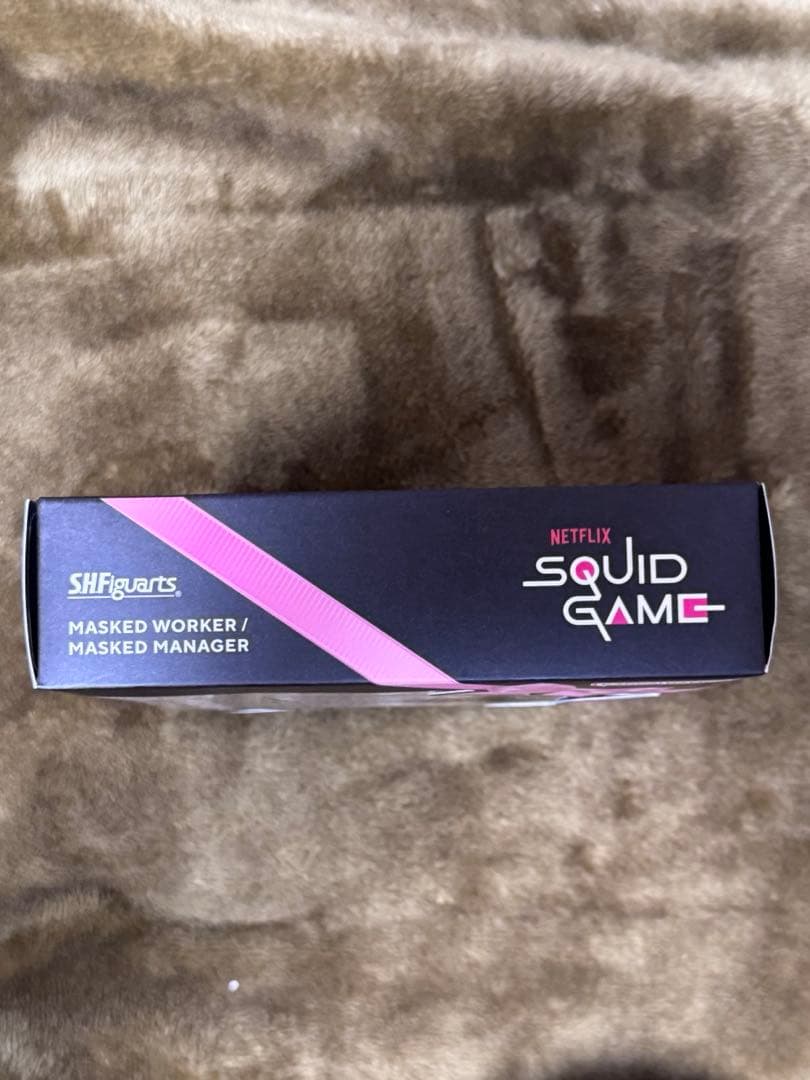 S.H.Figuarts®
MASKED WORKER /
MASKED MANAGER
NETFLIX
SQUID
GAME